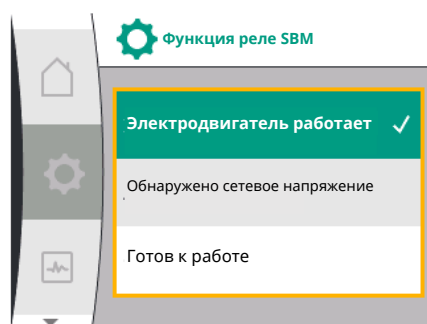 Функция реле SBM
Электродвигатель работает
Обнаружено сетевое напряжение
Готов к работе